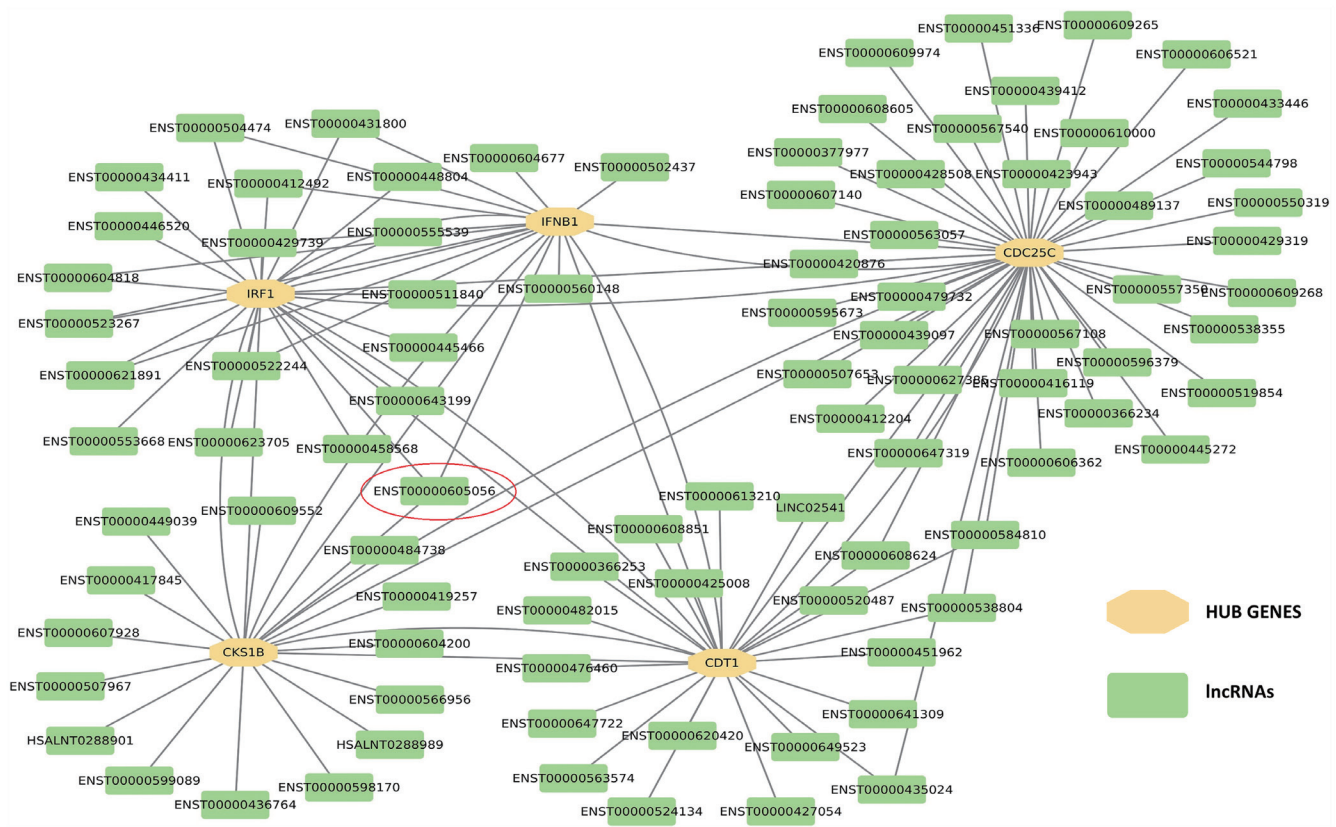 ENST00000451336
ENST00000609265
ENST00000609974
ENST00000606521
ENST00000439412
ENST00000608605
ENST00000433446
ENST00000504474
ENST00000431800
ENST00000567540
ENST00000610000
ENST00000604677
ENST00000502437
ENST00000377977
ENST00000544798
ENST00000434411
ENST00000412492
ENST00000448804
ENST00000428508
ENST00000423943
ENST00000607140
ENST00000489137
ENST00000550319
ENST00000446520
IFNB1
ENST00000429739
ENST00000555539
ENST00000563057
ENST00000429319
CDC25C
ENST00000604818
ENST00000420876
IRF1
ENST00000511840
ENST00000560148
ENST00000479732
ENST00000557350
ENST00000609268
ENST00000523267
ENST00000595673
ENST00000439097
ENST00000567108
ENST00000538355
ENST00000445466
ENST00000596379
ENST00000621891
ENST00000522244
ENST00000507653
ENST00000627385
ENST00000416119
ENST00000519854
ENST00000643199
ENST00000412204
ENST00000366234
ENST00000553668
ENST00000623705
ENST00000458568
ENST00000647319
ENST00000606362
ENST00000445272
ENST00000605056
ENST00000613210
LINC02541
ENST00000449039
ENST00000609552
ENST00000608851
ENST00000584810
ENST00000484738
ENST00000366253
ENST00000608624
ENST00000417845
ENST00000425008
ENST00000419257
ENST00000520487
ENST00000482015
ENST00000538804
HUB GENES
ENST00000607928
ENST00000604200
CKS1B
CDT1
ENST00000451962
ENST00000476460
ENST00000507967
ENST00000566956
lncRNAs
ENST00000647722
ENST00000641309
HSALNT0288901
HSALNT0288989
ENST00000620420
ENST00000649523
ENST00000599089
ENST00000598170
ENST00000563574
ENST00000435024
ENST00000436764
ENST00000524134
ENST00000427054